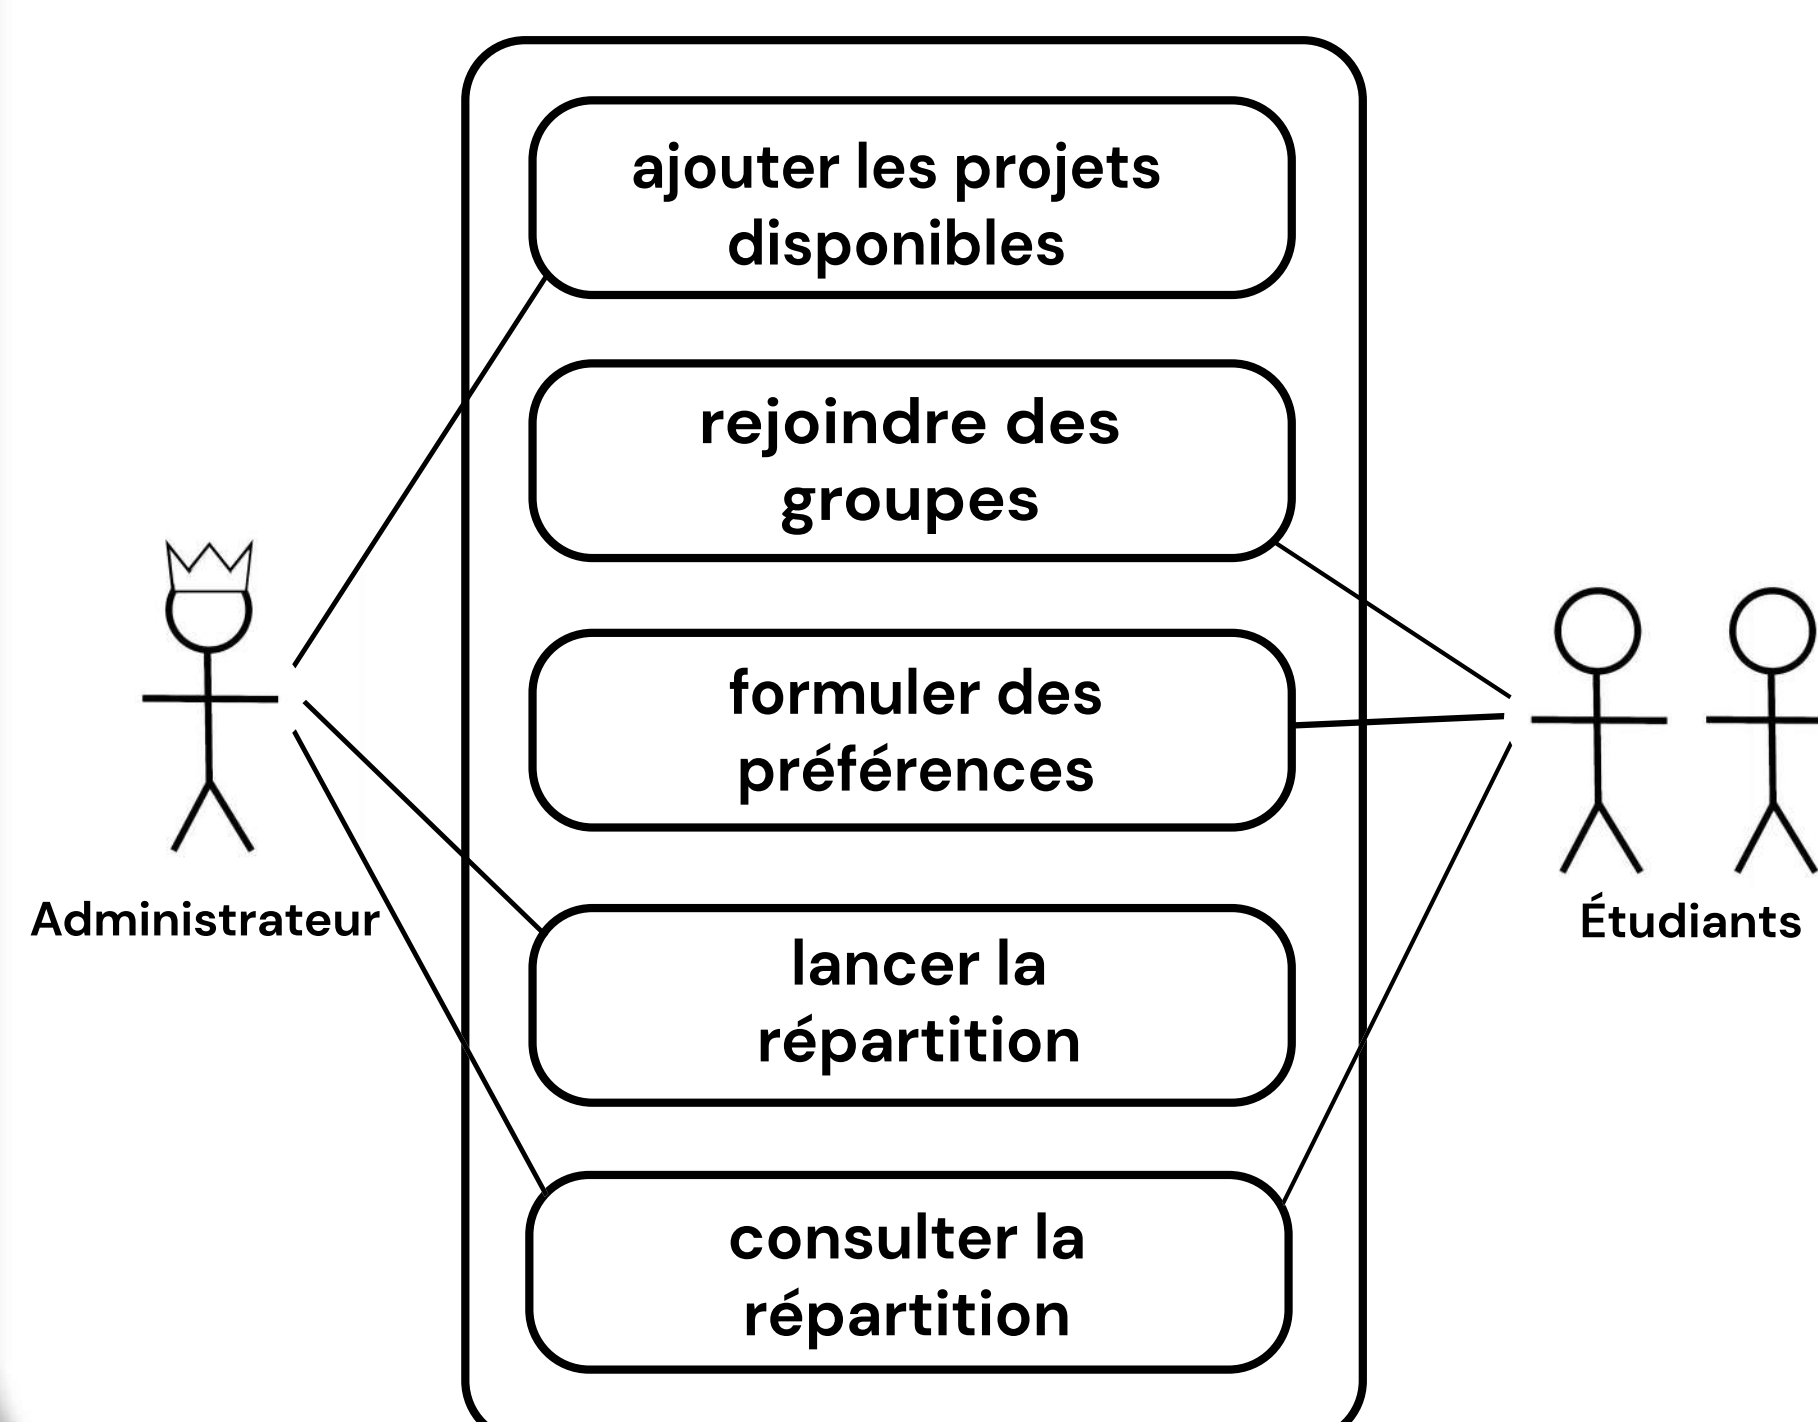 ajouter les projets
disponibles
rejoindre des
groupes
formuler des
préférences
Administrateur
Étudiants
lancer la
répartition
consulter la
répartition